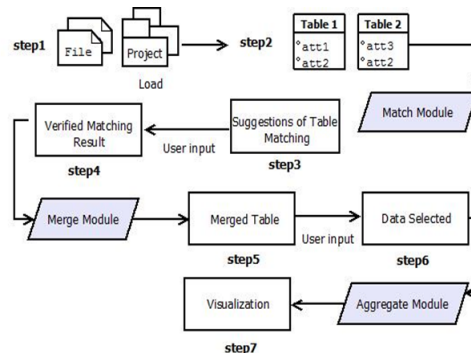 step1
File
Project
Load
step2
Table 1
att1
att2
Table 2
att3
att2
Match Module
Suggestions of Table
Matching
step3
User input
Verified Matching
Result
step4
Merge Module
Merged Table
step5
User input
Data Selected
step6
Aggregate Module
Visualization
step7